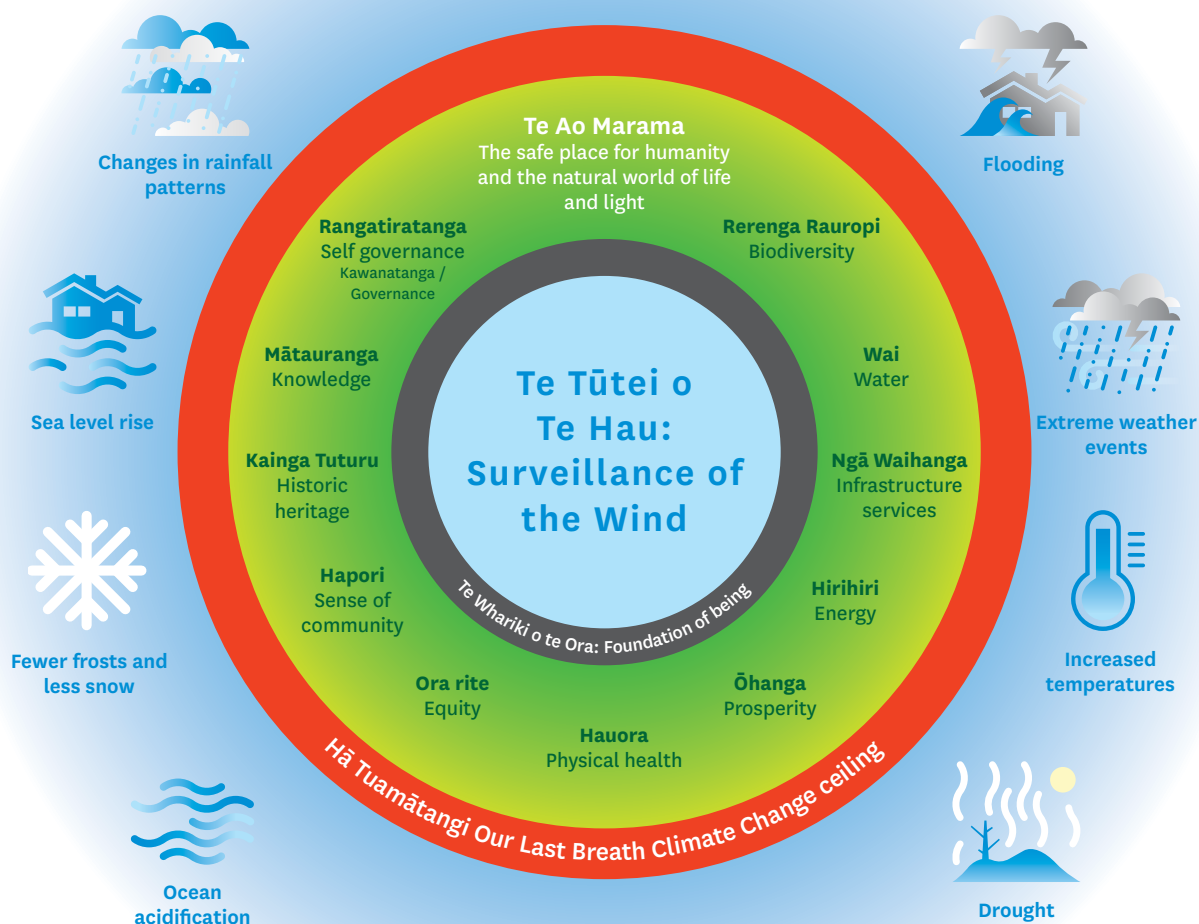 Changes in rainfall
patterns
Sea level rise
Fewer frosts and
less snow
Ocean
acidification
Te Ao Marama
The safe place for humanity
and the natural world of life
and light
Rangatiratanga
Self governance
Kawanatanga /
Governance
Mātauranga
Knowledge
Kainga Tuturu
Historic
heritage
Hapori
Sense of
community
Ora rite
Equity
Hauora
Physical health
Ōhanga
Prosperity
Hirihiri
Energy
Ngā Waihanga
Infrastructure
services
Wai
Water
Rerenga Rauropi
Biodiversity
Te Tūtei o
Te Hau:
Surveillance of
the Wind
Te Whariki o te Ora: Foundation of being
Hā Tuamātangi Our Last Breath Climate Change ceiling
Flooding
Extreme weather
events
Increased
temperatures
Drought